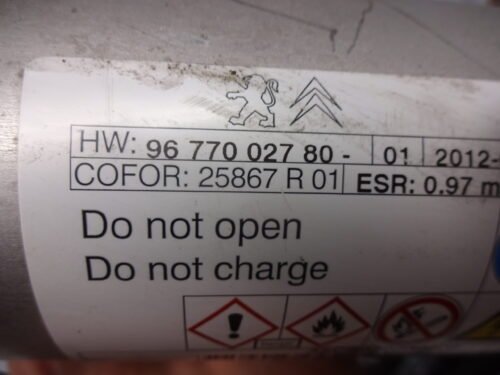 HW: 96 770 027 80 - 01 2012-
COFOR: 25867 R 01 ESR: 0.97 m
Do not open
Do not charge